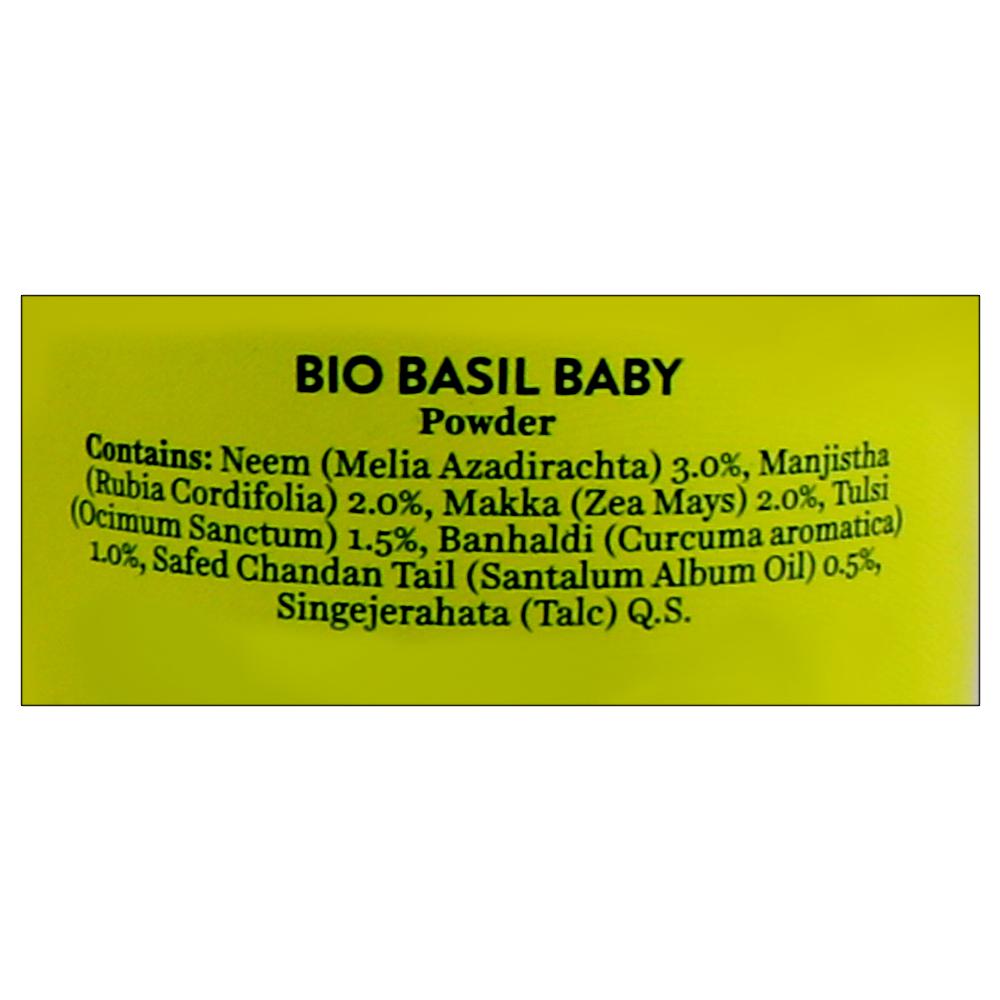 BIO BASIL BABY
Powder
Contains: Neem (Melia Azadirachta) 3.0%, Manjistha
(Rubia Cordifolia) 2.0%, Makka (Zea Mays) 2.0%, Tulsi
(Ocimum Sanctum) 1.5%, Banhaldi (Curcuma aromatica)
1.0%, Safed Chandan Tail (Santalum Album Oil) 0.5%,
Singejerahata (Talc) Q.S.